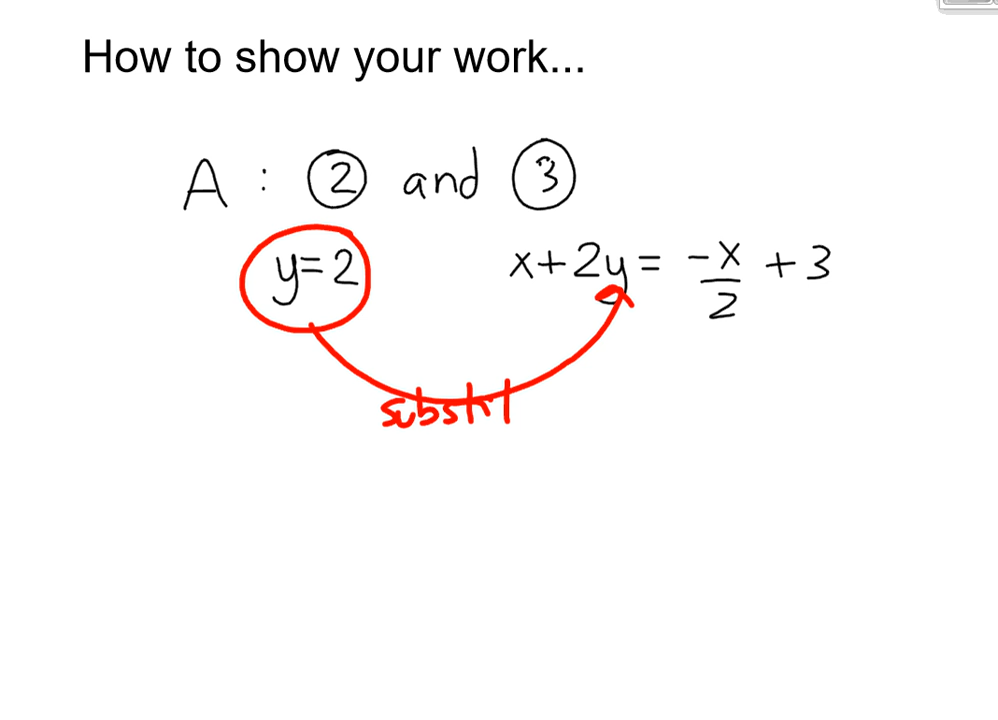 How to show your work...
A : ② and ③
y=2 x+2y = -x/2 + 3
substit